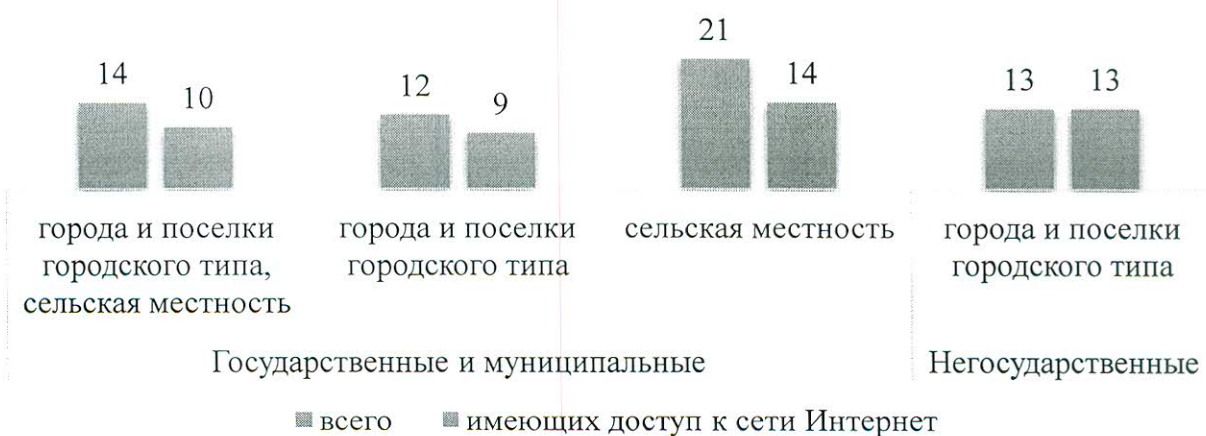 21
14
14
12
13 13
10
9
города и поселки
городского типа,
сельская местность
города и поселки
городского типа
сельская местность
города и поселки
городского типа
Государственные и муниципальные
Негосударственные
всего имеющих доступ к сети Интернет